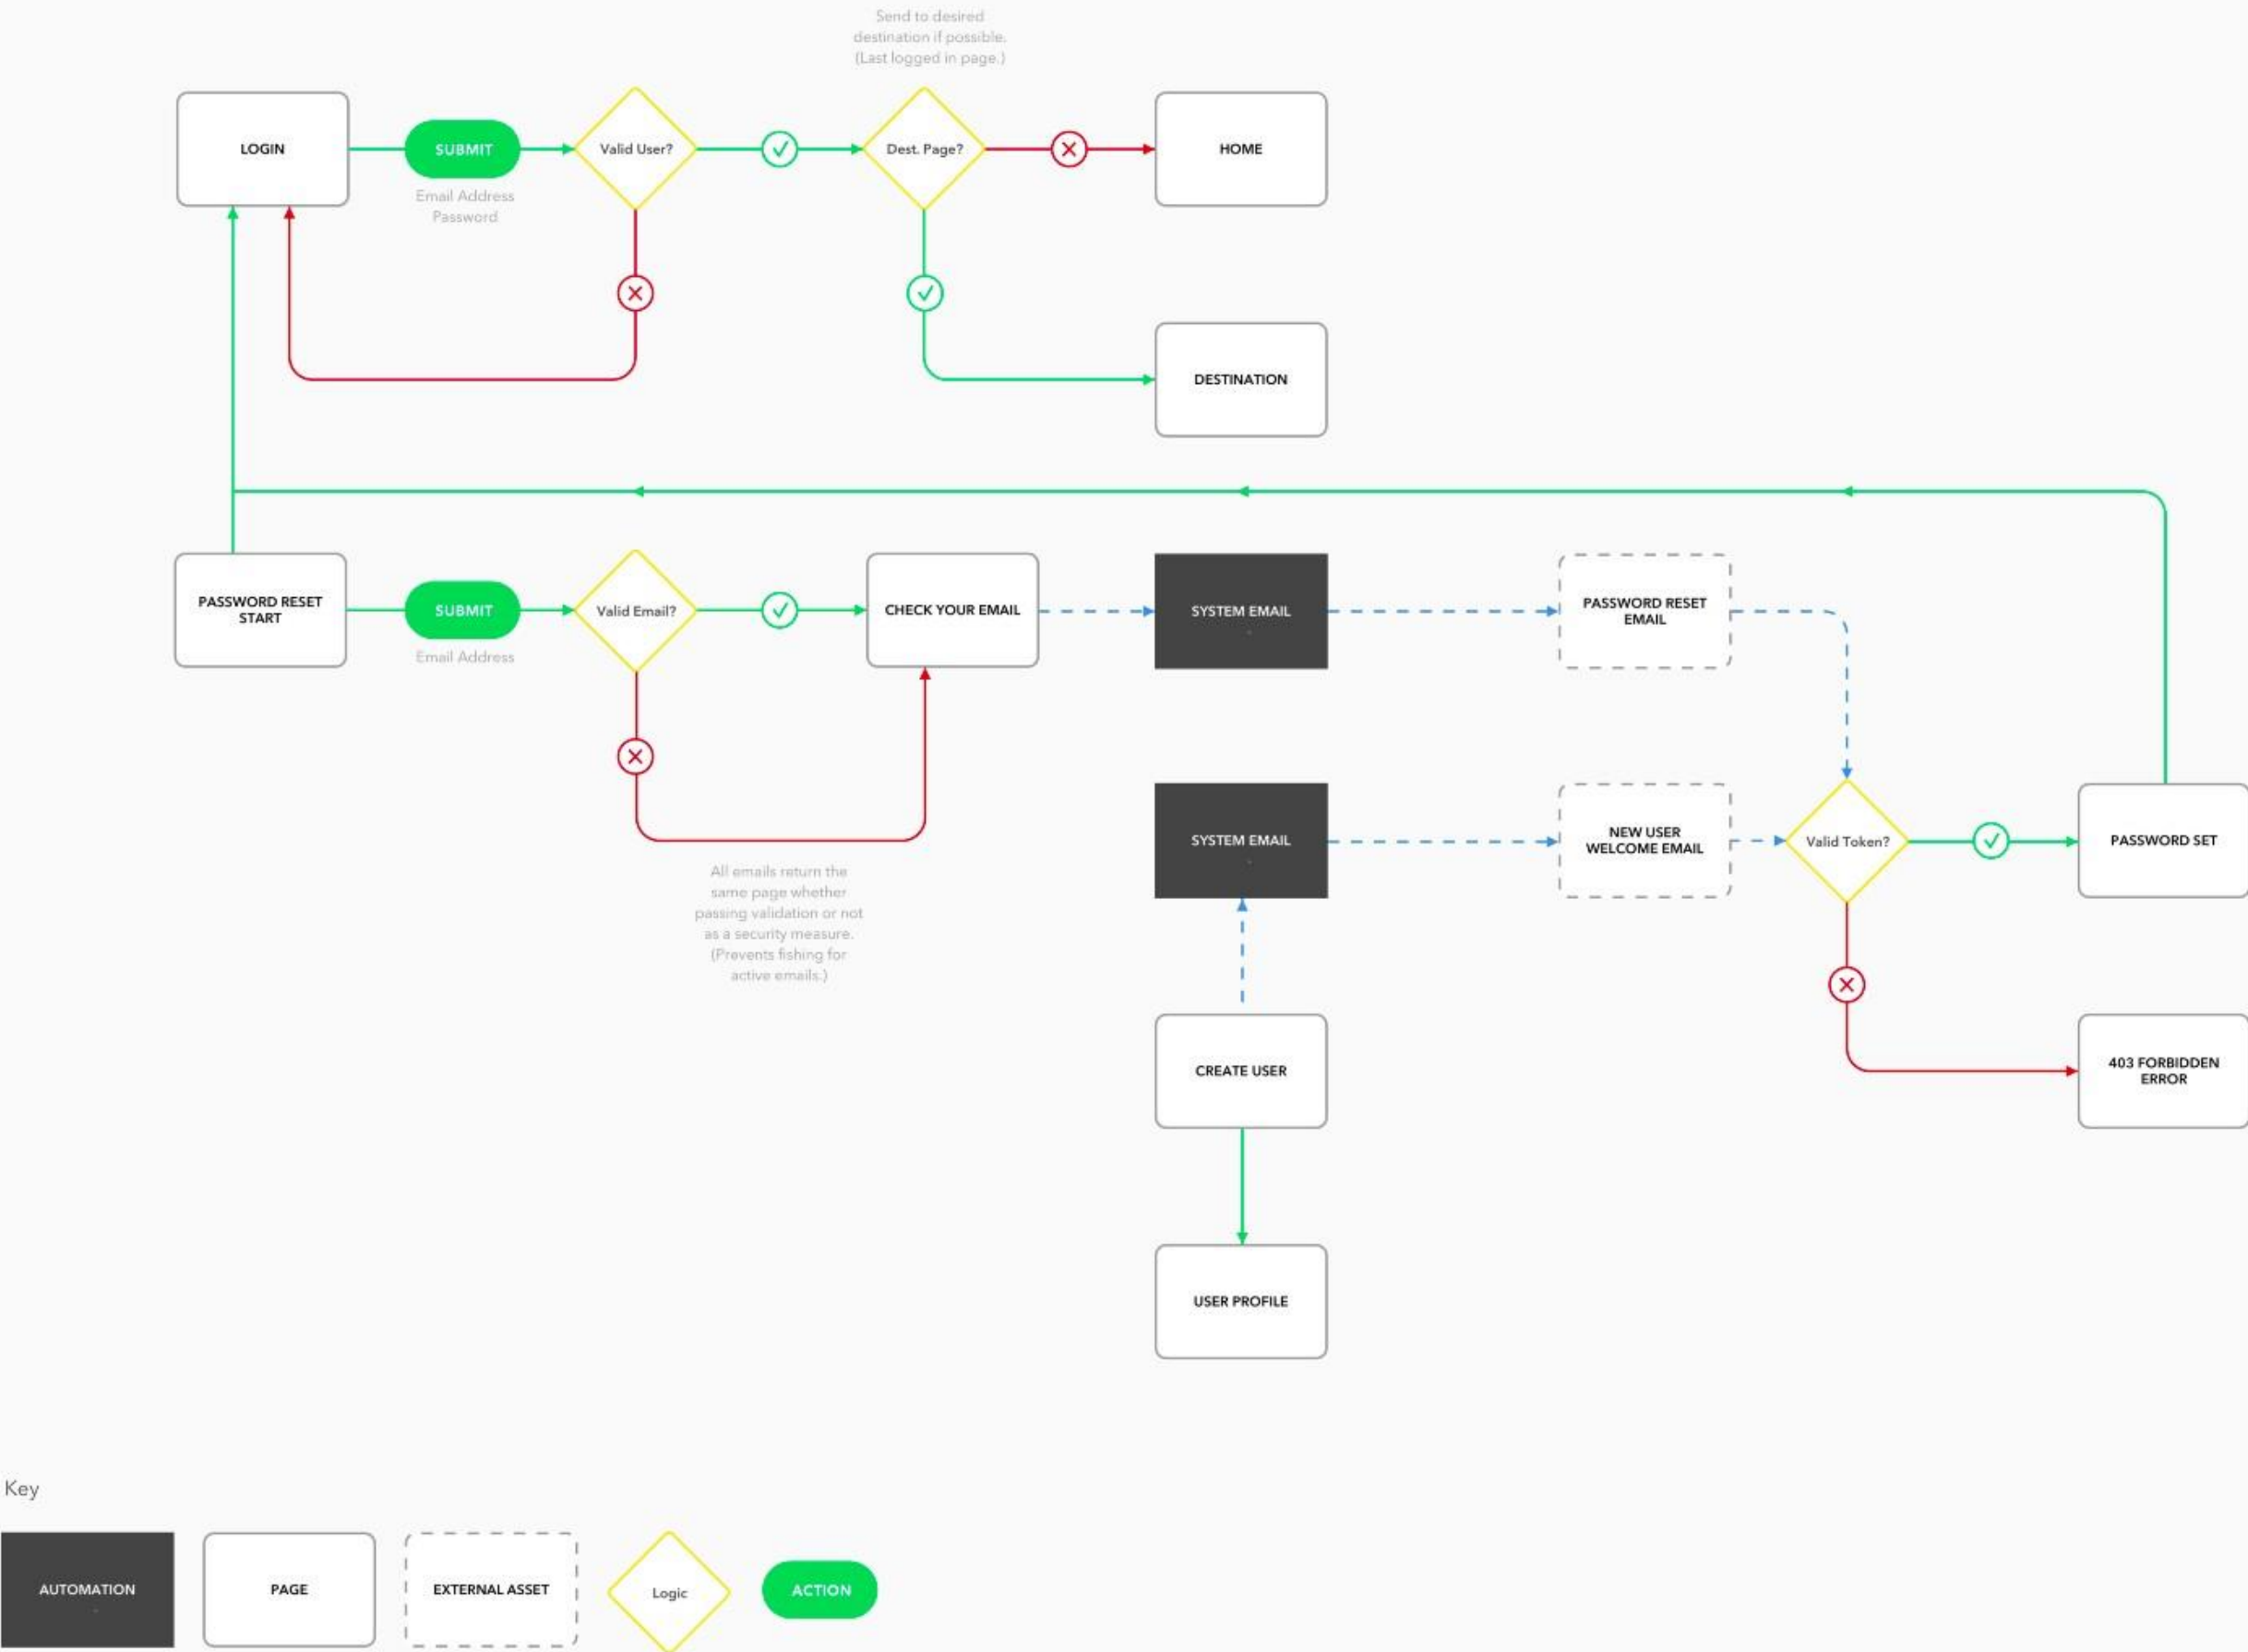 Send to desired
destination if possible.
(Last logged in page.)
LOGIN
SUBMIT
Valid User?
Dest. Page?
HOME
Email Address
Password
DESTINATION
PASSWORD RESET
START
SUBMIT
Valid Email?
CHECK YOUR EMAIL
SYSTEM EMAIL
PASSWORD RESET
EMAIL
Email Address
SYSTEM EMAIL
NEW USER
WELCOME EMAIL
Valid Token?
PASSWORD SET
All emails return the
same page whether
passing validation or not
as a security measure.
(Prevents fishing for
active emails.)
CREATE USER
403 FORBIDDEN
ERROR
USER PROFILE
Key
AUTOMATION
PAGE
EXTERNAL ASSET
Logic
ACTION